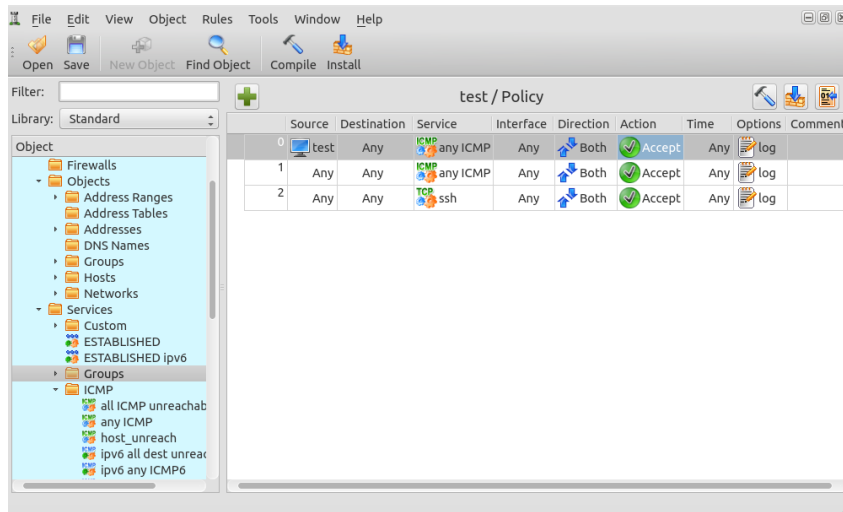 File Edit View Object Rules Tools Window Help
Open Save New Object Find Object Compile Install
Filter:
test / Policy
Library: Standard
Source Destination Service Interface Direction Action Time Options Comment
Object
0 test Any ICMP any ICMP Any Both Accept Any log
Firewalls
1 Any Any ICMP any ICMP Any Both Accept Any log
Objects
Address Ranges
2 Any Any TCP ssh Any Both Accept Any log
Address Tables
Addresses
DNS Names
Groups
Hosts
Networks
Services
Custom
ESTABLISHED
ESTABLISHED ipv6
Groups
ICMP
ICMP all ICMP unreachab
ICMP any ICMP
ICMP host_unreach
ICMP ipv6 all dest unreac
ICMP ipv6 any ICMP6